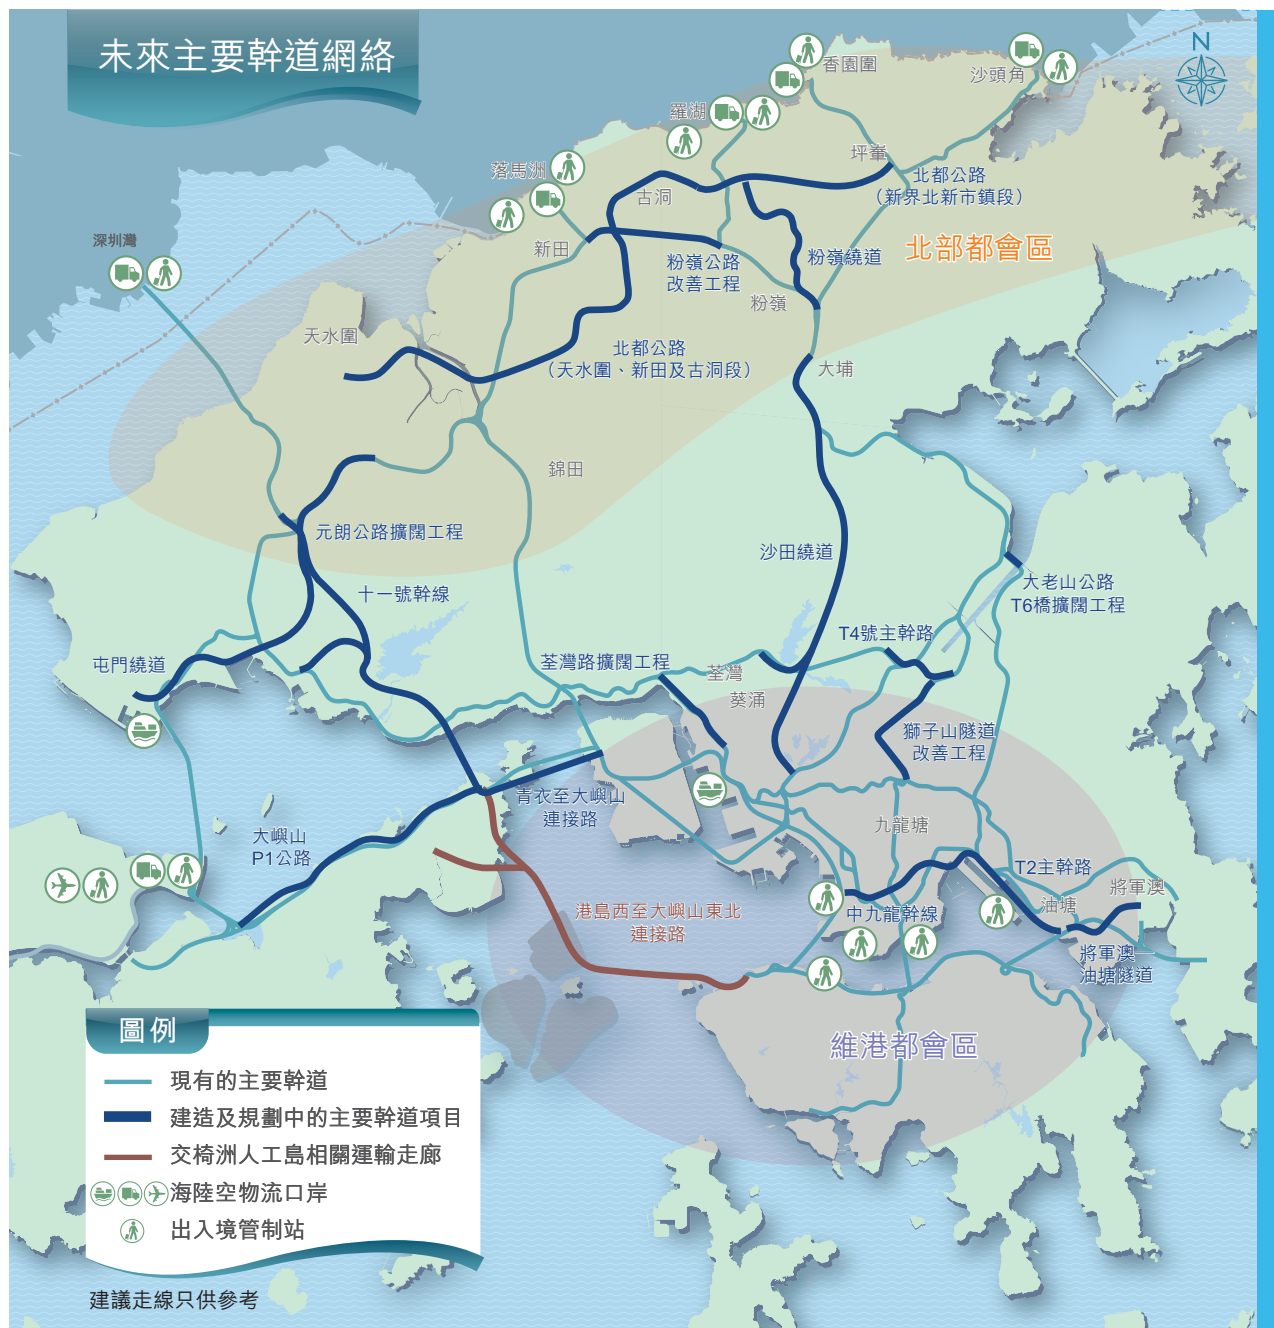 未來主要幹道網絡
N
香園圍
沙頭角
羅湖
落馬洲
坪輋
北都公路
（新界北新市鎮段）
古洞
深圳灣
新田
粉嶺公路
改善工程
粉嶺繞道
北部都會區
粉嶺
天水圍
北都公路
（天水圍、新田及古洞段）
大埔
錦田
元朗公路擴闊工程
沙田繞道
十一號幹線
大老山公路
T6橋擴闊工程
T4號主幹路
屯門繞道
荃灣路擴闊工程
荃灣
葵涌
獅子山隧道
改善工程
青衣至大嶼山
連接路
大嶼山
P1公路
九龍塘
T2主幹路
將軍澳
油塘
中九龍幹線
港島西至大嶼山東北
連接路
將軍澳—
油塘隧道
維港都會區
圖例
現有的主要幹道
建造及規劃中的主要幹道項目
交椅洲人工島相關運輸走廊
海陸空物流口岸
出入境管制站
建議走線只供參考